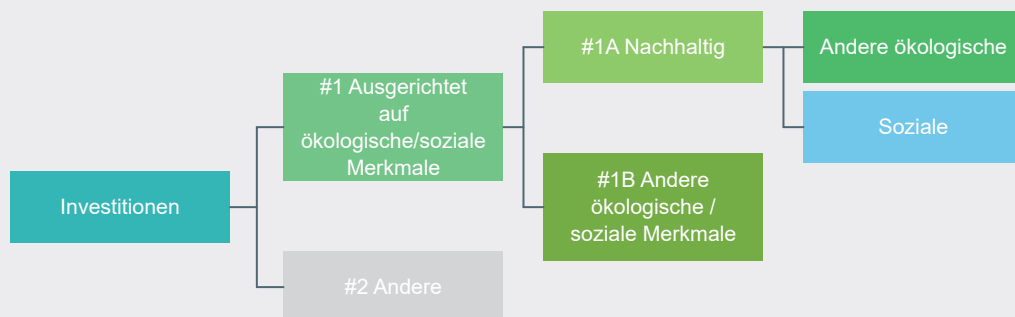 Investitionen
#1 Ausgerichtet
auf
ökologische/soziale
Merkmale
#2 Andere
#1A Nachhaltig
#1B Andere
ökologische /
soziale Merkmale
Andere ökologische
Soziale